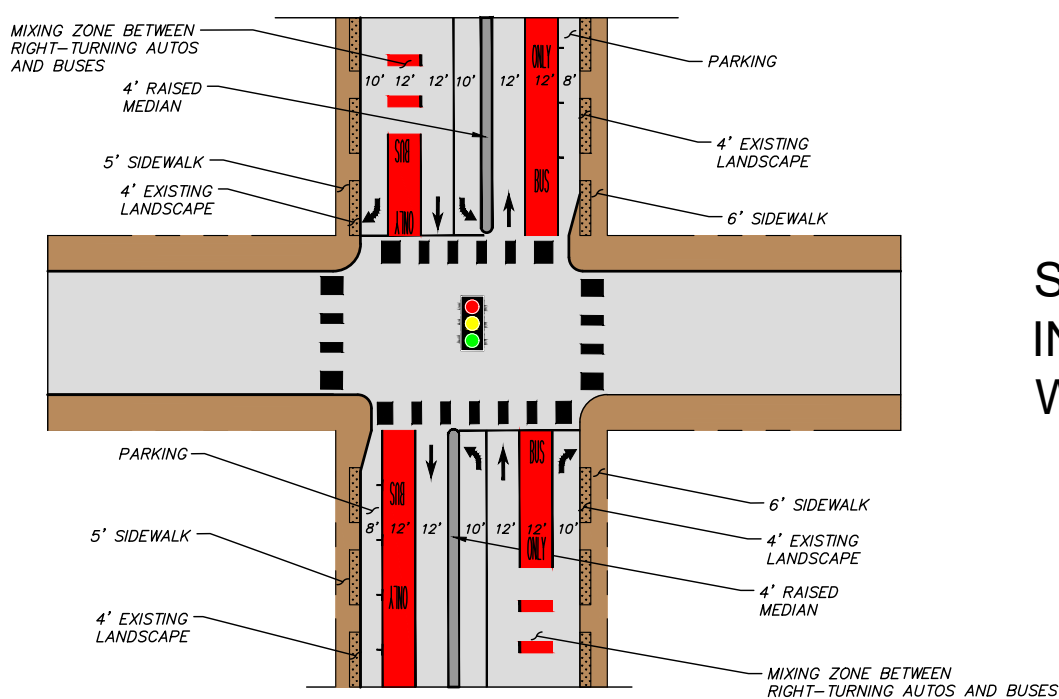 MIXING ZONE BETWEEN
RIGHT-TURNING AUTOS
AND BUSES
4' RAISED
MEDIAN
5' SIDEWALK
4' EXISTING
LANDSCAPE
10' 12' 12' 10' 12' 12' 8'
BUS
ONLY
ONLY
BUS
PARKING
4' EXISTING
LANDSCAPE
6' SIDEWALK
S
IN
W
PARKING
5' SIDEWALK
4' EXISTING
LANDSCAPE
8' 12' 12' 10' 12' 12' 10'
BUS
ONLY
BUS
ONLY
6' SIDEWALK
4' EXISTING
LANDSCAPE
4' RAISED
MEDIAN
MIXING ZONE BETWEEN
RIGHT-TURNING AUTOS AND BUSES